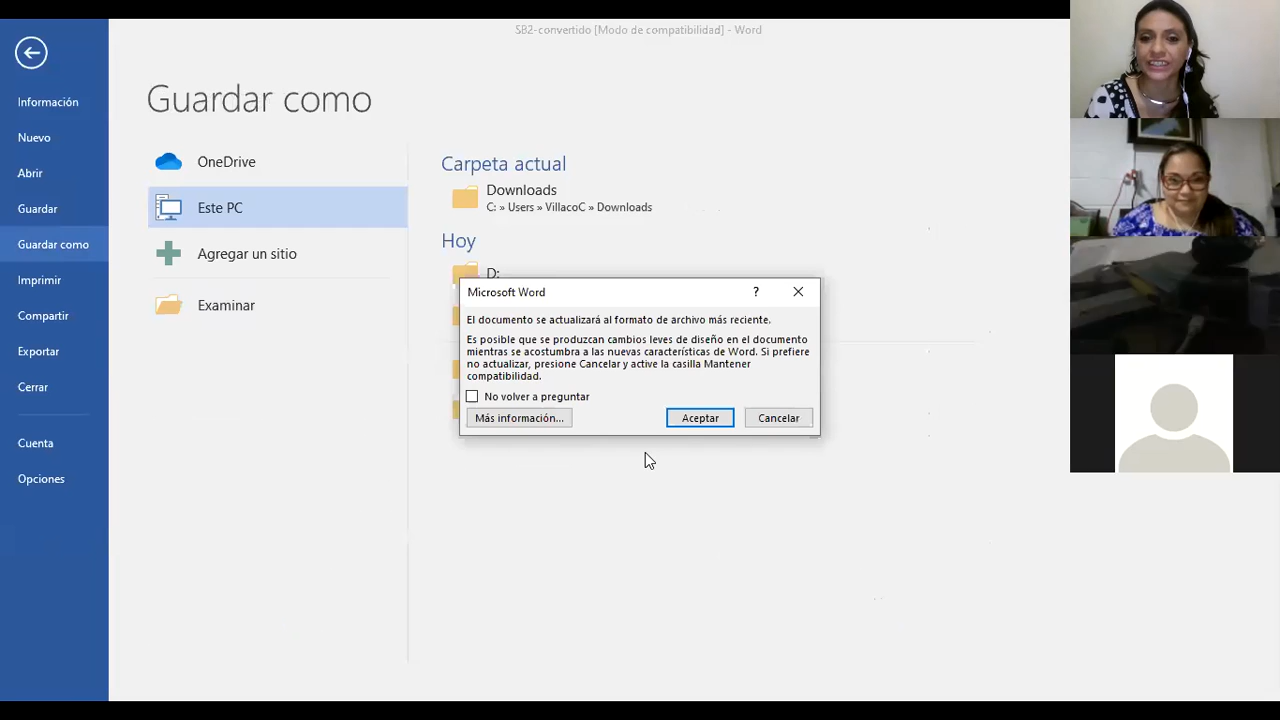 SB2-convertido [Modo de compatibilidad] - Word
Información
Nuevo
Abrir
Guardar
Guardar como
Imprimir
Compartir
Exportar
Cerrar
Cuenta
Opciones
Guardar como
OneDrive
Este PC
Agregar un sitio
Examinar
Carpeta actual
Downloads
C: » Users » VillacoC » Downloads
Hoy
D:
Microsoft Word
?
El documento se actualizará al formato de archivo más reciente.
Es posible que se produzcan cambios leves de diseño en el documento
mientras se acostumbra a las nuevas características de Word. Si prefiere
no actualizar, presione Cancelar y active la casilla Mantener
compatibilidad.
No volver a preguntar
Más información...
Aceptar
Cancelar